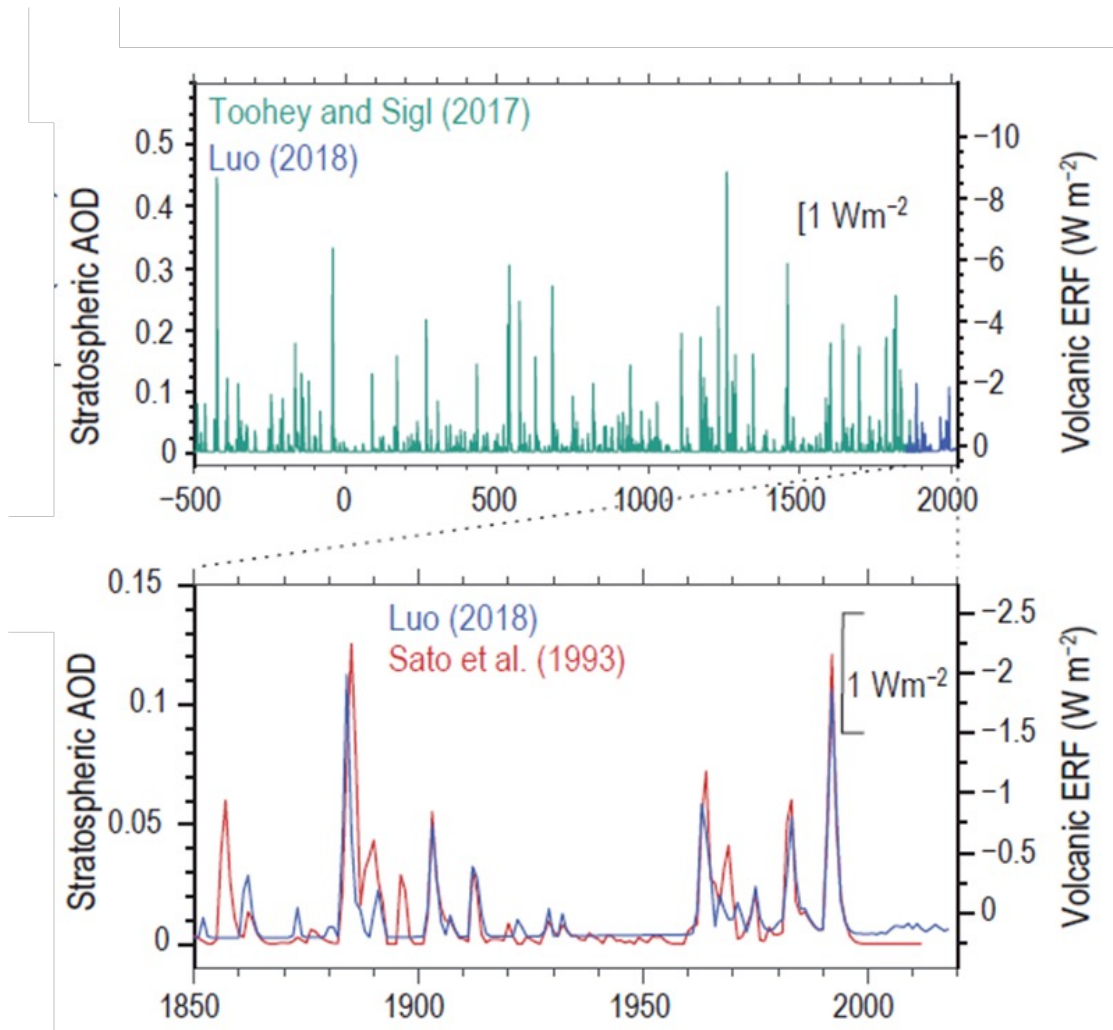 Toohey and Sigl (2017)
Luo (2018)
Stratospheric AOD
0.5
0.4
0.3
0.2
0.1
0
[1 Wm⁻²
−10
−8
−6
−4
−2
0
Volcanic ERF (W m⁻²)
−500 0 500 1000 1500 2000
Luo (2018)
Sato et al. (1993)
Stratospheric AOD
0.15
0.1
0.05
0
1 Wm⁻²
−2.5
−2
−1.5
−1
−0.5
0
Volcanic ERF (W m⁻²)
1850 1900 1950 2000